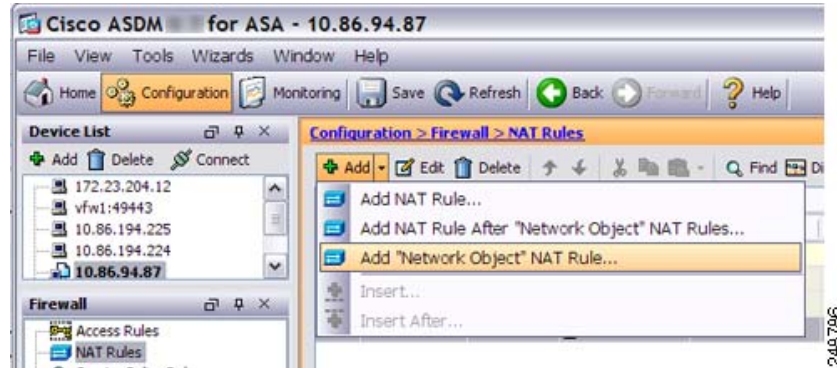 Cisco ASDM for ASA - 10.86.94.87
File View Tools Wizards Window Help
Home Configuration Monitoring Save Refresh Back Forward Help
Device List
Add Delete Connect
172.23.204.12
vfw1:49443
10.86.194.225
10.86.194.224
10.86.94.87
Firewall
Access Rules
NAT Rules
Configuration > Firewall > NAT Rules
Add Edit Delete Find Di
Add NAT Rule...
Add NAT Rule After "Network Object" NAT Rules...
Add "Network Object" NAT Rule...
Insert...
Insert After...
248796